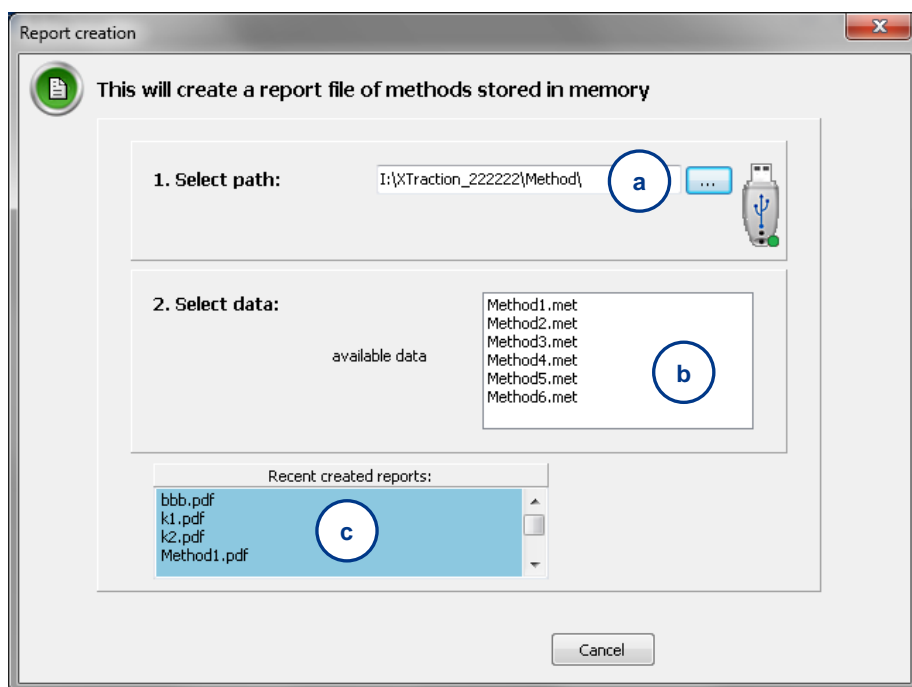 Report creation
This will create a report file of methods stored in memory
1. Select path:
I:\XTraction_222222\Method\
a
...
2. Select data:
available data
Method1.met
Method2.met
Method3.met
Method4.met
Method5.met
Method6.met
b
Recent created reports:
bbb.pdf
k1.pdf
k2.pdf
Method1.pdf
c
Cancel